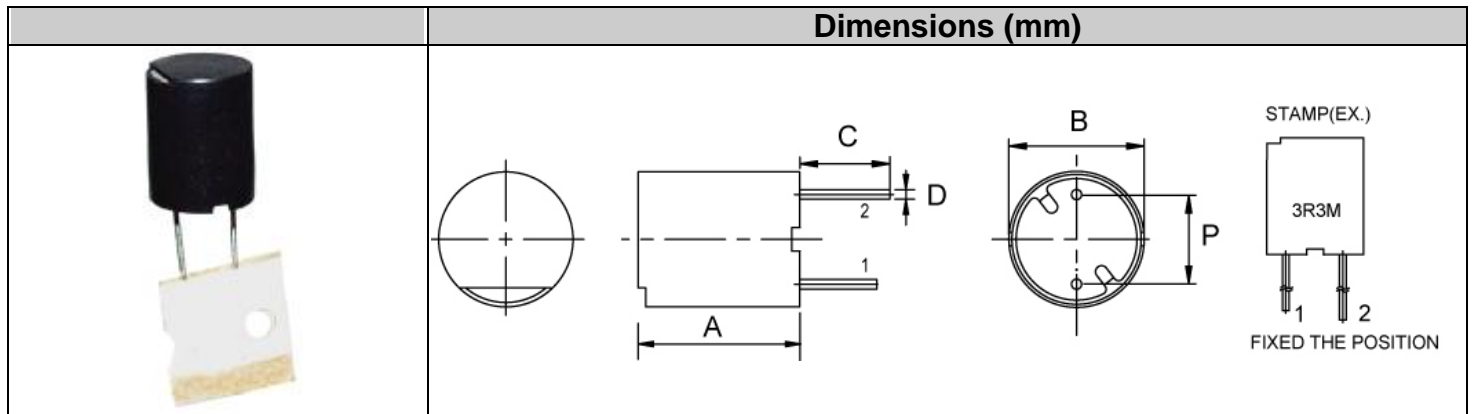 Dimensions (mm)
C
D
2
1
A
B
P
STAMP(EX.)
3R3M
1
2
FIXED THE POSITION